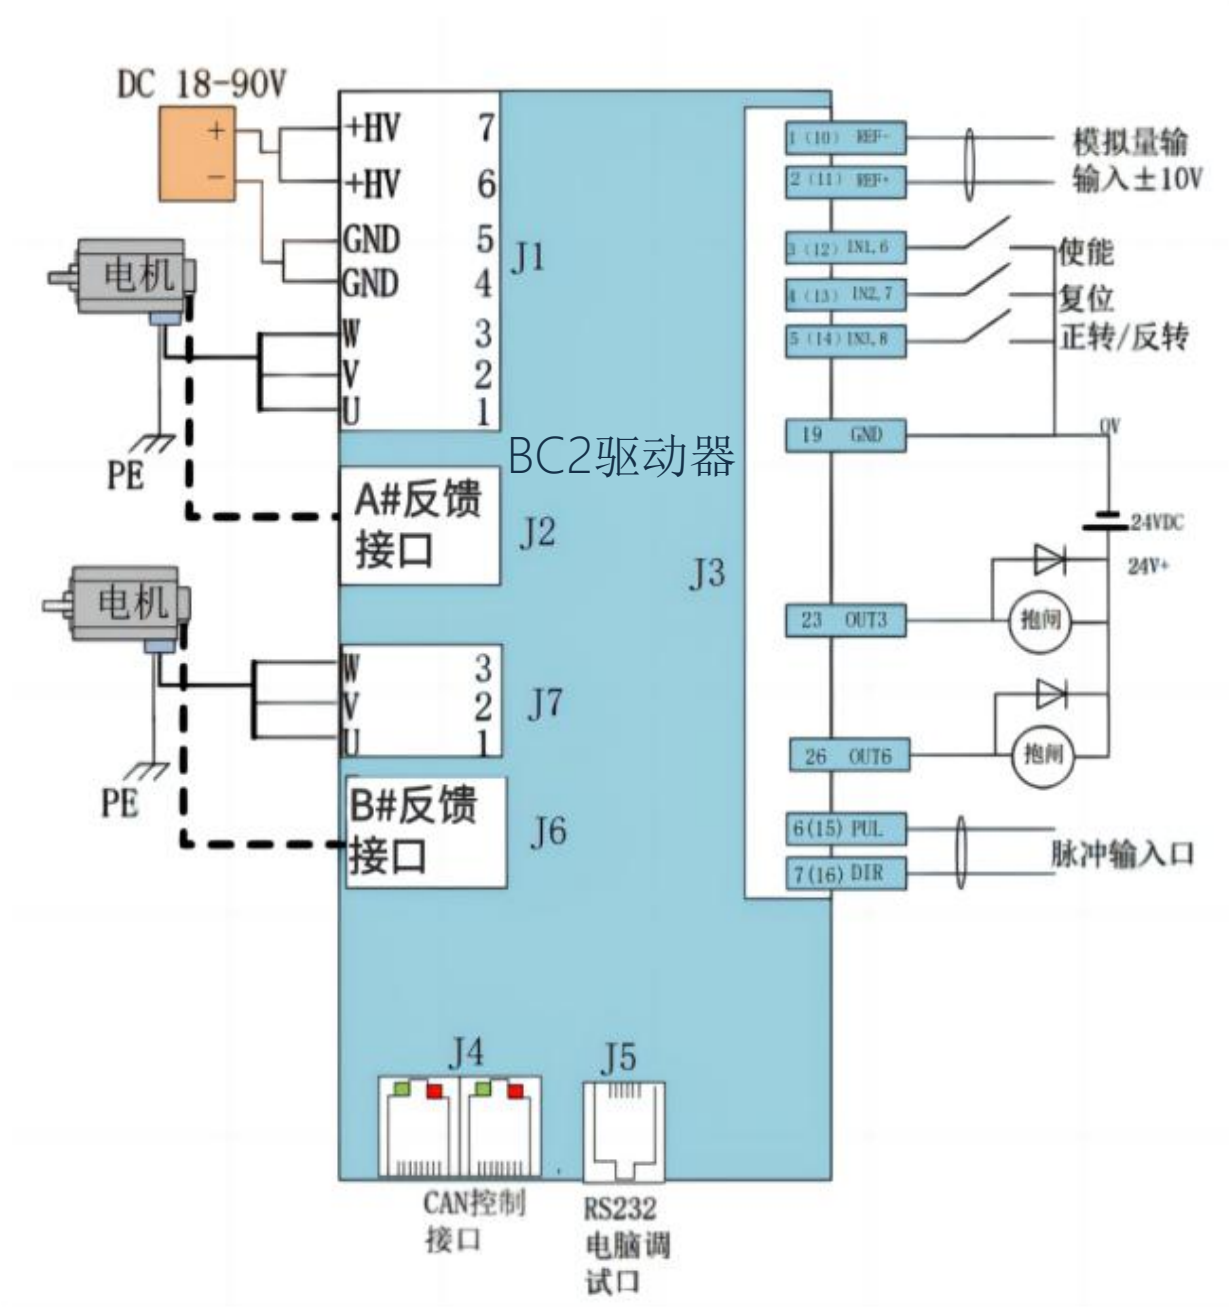 DC 18-90V
+
-
+HV 7
+HV 6
GND 5
GND 4
W 3
V 2
U 1
J1
电机
PE
BC2驱动器
A#反馈
接口
J2
电机
PE
W 3
V 2
U 1
J7
B#反馈
接口
J6
J3
1 (10) REF-
2 (11) REF+
模拟量输
输入±10V
3 (12) IN1,6
使能
4 (13) IN2,7
复位
5 (14) IN3,8
正转/反转
19 GND
0V
24VDC
24V+
23 OUT3
抱闸
26 OUT6
抱闸
6(15) PUL
7(16) DIR
脉冲输入口
J4
J5
CAN控制
接口
RS232
电脑调
试口